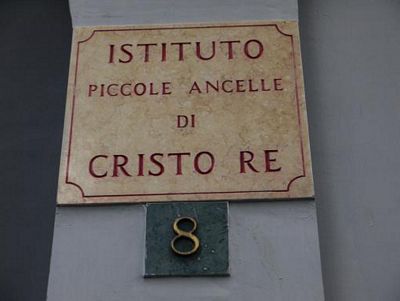 ISTITUTO
PICCOLE ANCELLE
DI
CRISTO RE
8